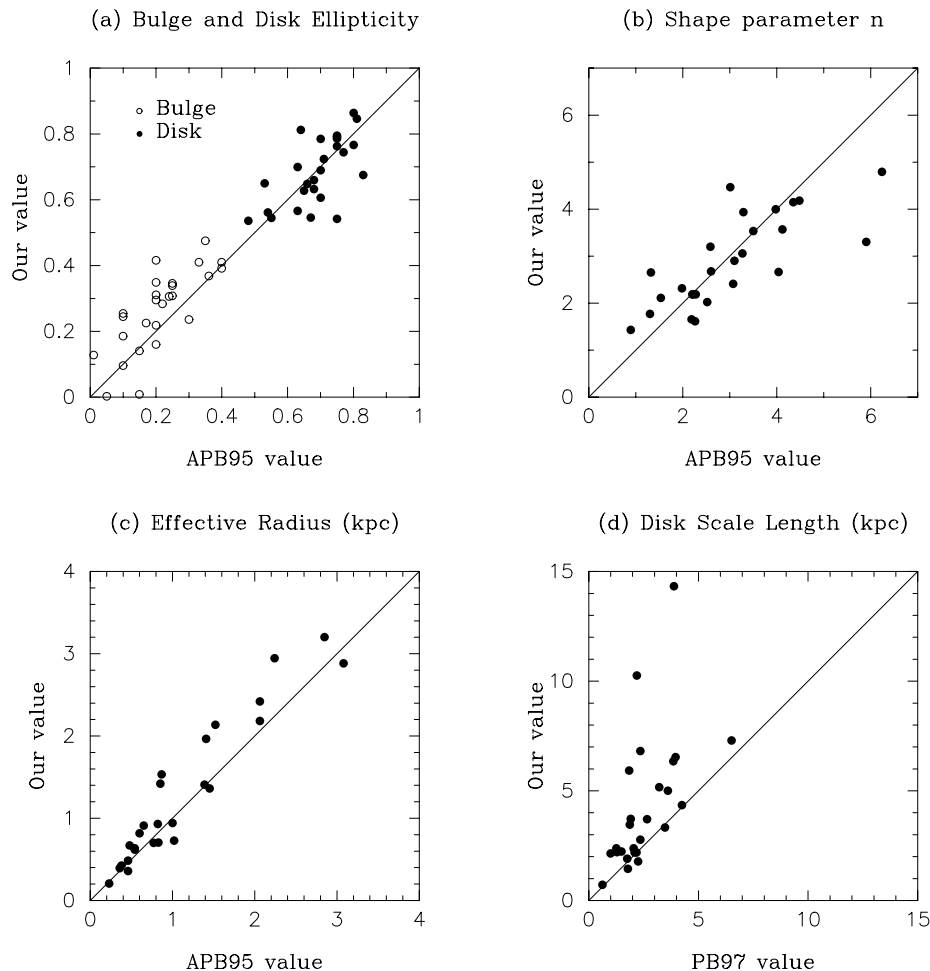 (a) Bulge and Disk Ellipticity
1
0.8
0.6
0.4
0.2
0
Our value
Bulge
Disk
0 0.2 0.4 0.6 0.8 1
APB95 value
(b) Shape parameter n
6
4
2
0
Our value
0 2 4 6
APB95 value
(c) Effective Radius (kpc)
4
3
2
1
0
Our value
0 1 2 3 4
APB95 value
(d) Disk Scale Length (kpc)
15
10
5
0
Our value
0 5 10 15
PB97 value